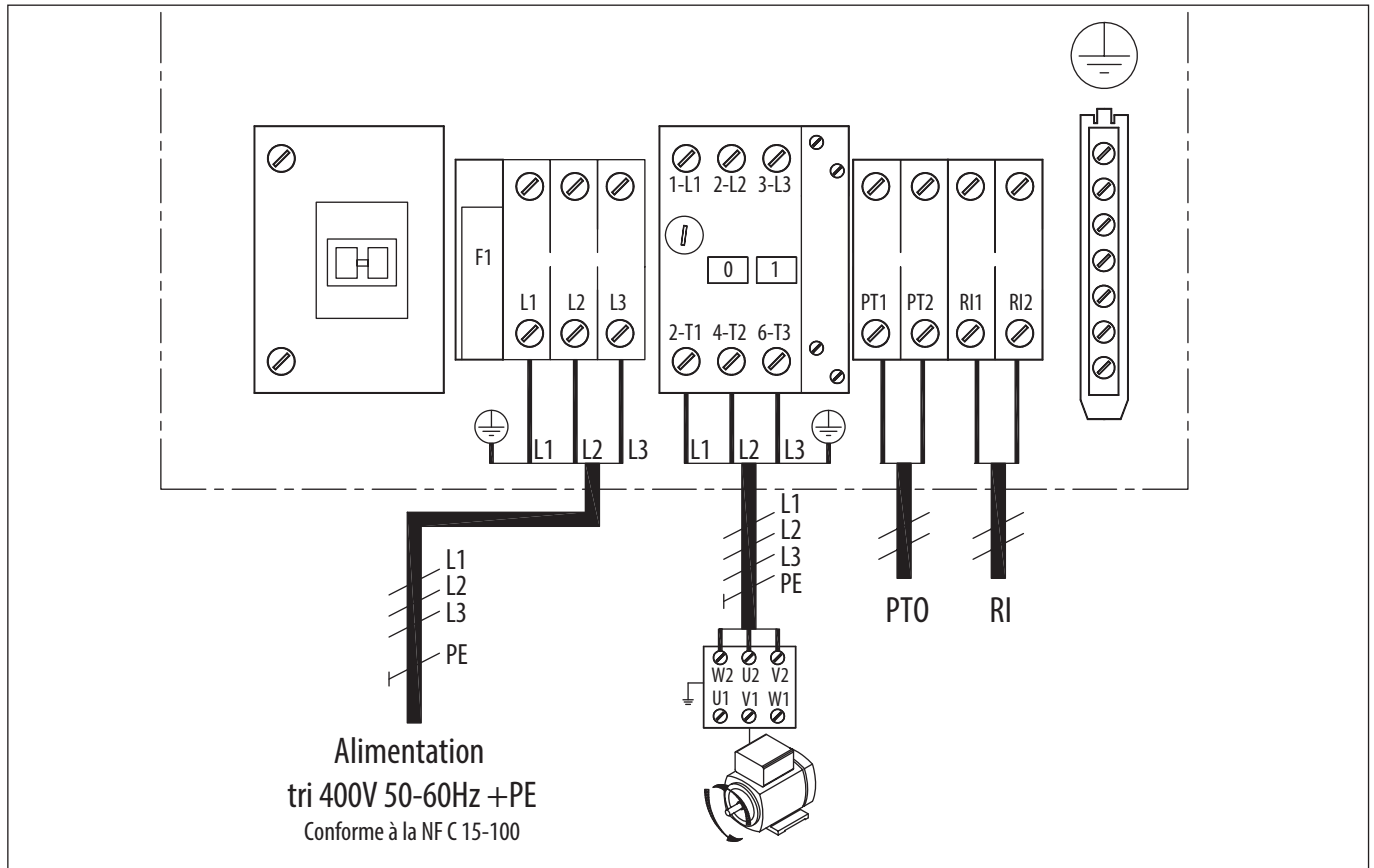 1-L1 2-L2 3-L3
F1
0 1
L1 L2 L3
2-T1 4-T2 6-T3
PT1 PT2 RI1 RI2
L1 L2 L3
L1 L2 L3
L1
L2
L3
PE
L1
L2
L3
PE
PTO
RI
W2 U2 V2
U1 V1 W1
Alimentation
tri 400V 50-60Hz +PE
Conforme à la NF C 15-100